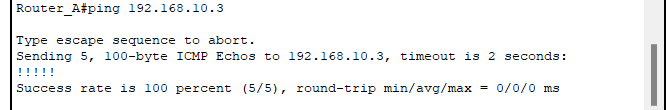 Router_A#ping 192.168.10.3
Type escape sequence to abort.
Sending 5, 100-byte ICMP Echos to 192.168.10.3, timeout is 2 seconds:
!!!!!
Success rate is 100 percent (5/5), round-trip min/avg/max = 0/0/0 ms